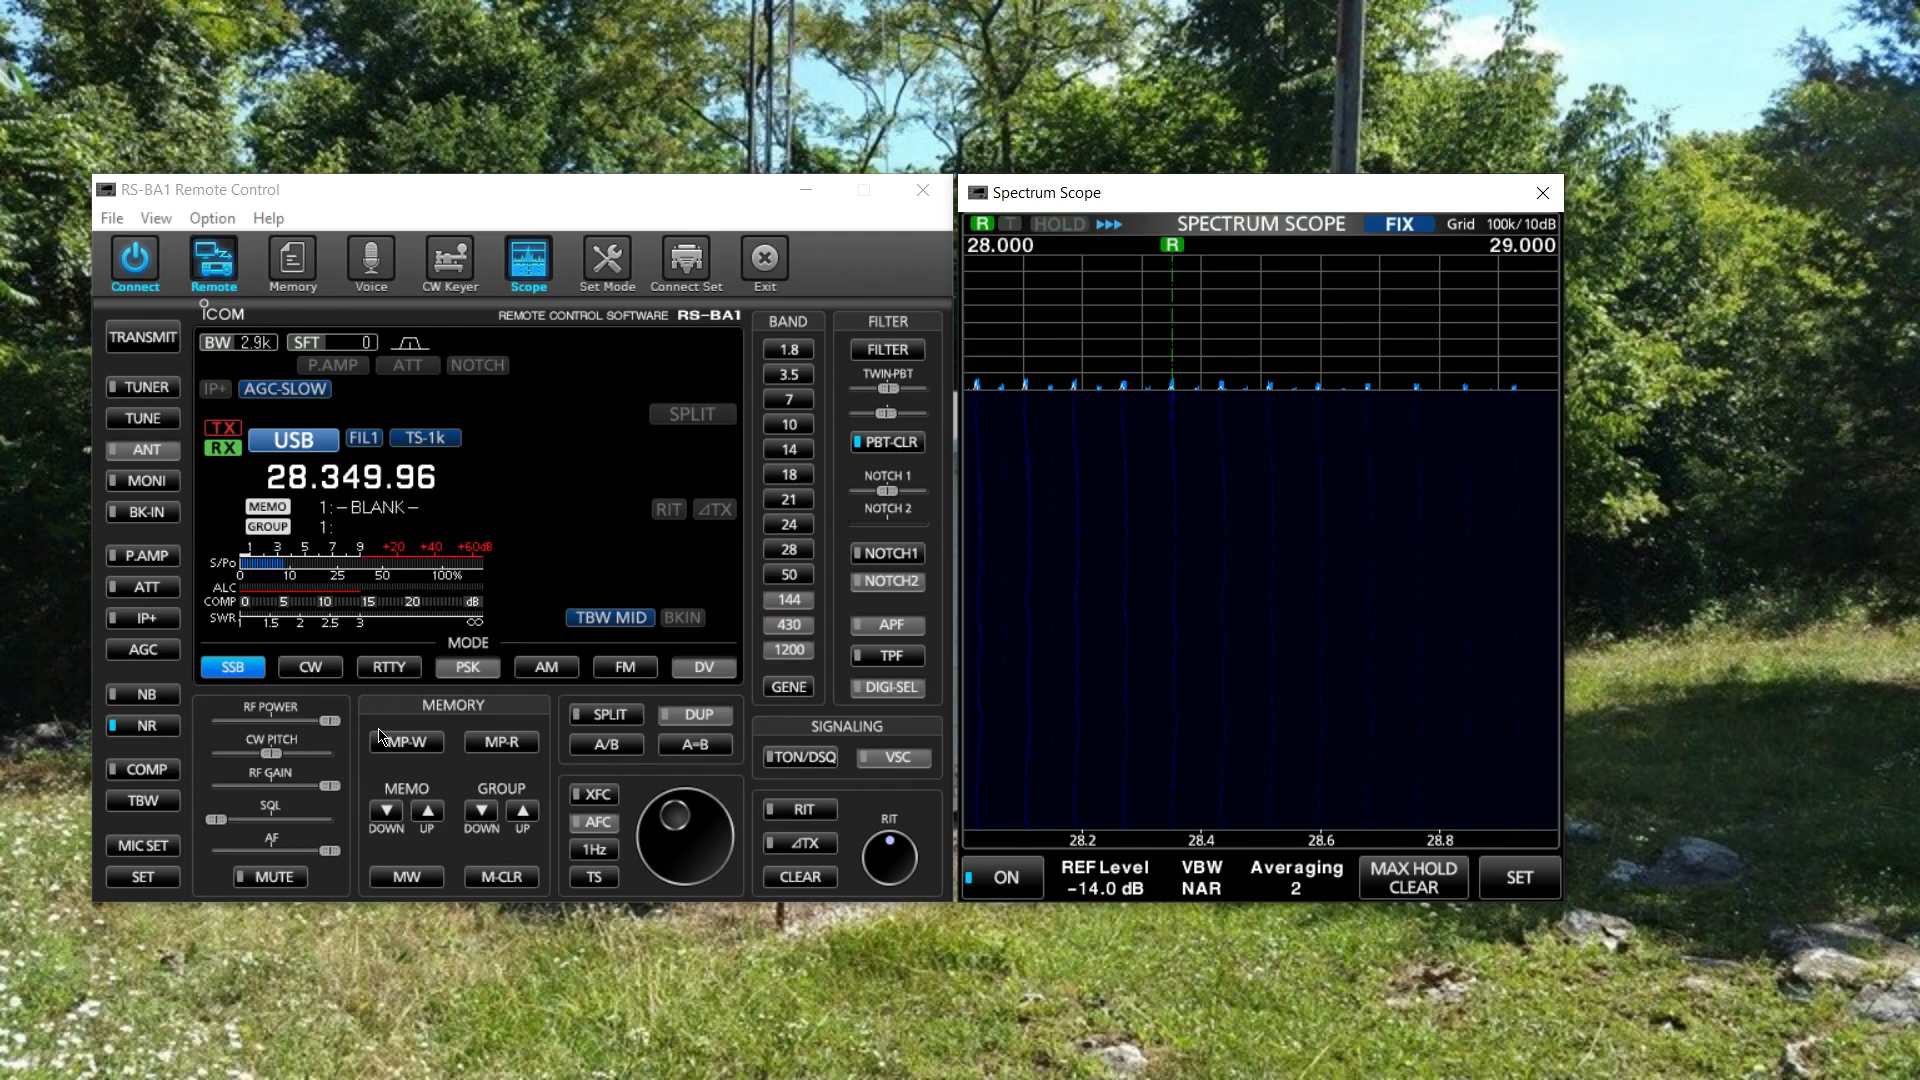 RS-BA1 Remote Control
File View Option Help
Connect Remote Memory Voice CW Keyer Scope Set Mode Connect Set Exit
ICOM
REMOTE CONTROL SOFTWARE RS-BA1
TRANSMIT
TUNER
TUNE
ANT
MONI
BK-IN
P.AMP
ATT
IP+
AGC
NB
NR
COMP
TBW
MIC SET
SET
BW 2.9k SFT 0
P.AMP ATT NOTCH
IP+ AGC-SLOW
SPLIT
TX
RX
USB FIL1 TS-1k
28.349.96
MEMO 1: – BLANK –
GROUP 1:
RIT ⊿TX
1 3 5 7 9 +20 +40 +60dB
S/Po
0 10 25 50 100%
ALC
COMP 0 5 10 15 20 dB
SWR
1 1.5 2 2.5 3 ∞
TBW MID BKIN
MODE
SSB CW RTTY PSK AM FM DV
RF POWER
CW PITCH
RF GAIN
SQL
AF
MUTE
MEMORY
MP-W MP-R
MEMO GROUP
▼ ▲ ▼ ▲
DOWN UP DOWN UP
MW M-CLR
SPLIT DUP
A/B A=B
XFC
AFC
1Hz
TS
BAND
1.8
3.5
7
10
14
18
21
24
28
50
144
430
1200
GENE
FILTER
FILTER
TWIN-PBT
PBT-CLR
NOTCH 1
NOTCH 2
NOTCH1
NOTCH2
APF
TPF
DIGI-SEL
SIGNALING
TON/DSQ VSC
RIT
⊿TX
CLEAR
RIT
Spectrum Scope
R T HOLD SPECTRUM SCOPE FIX Grid 100k/10dB
28.000 R 29.000
28.2 28.4 28.6 28.8
ON
REF Level
-14.0 dB
VBW
NAR
Averaging
2
MAX HOLD
CLEAR
SET